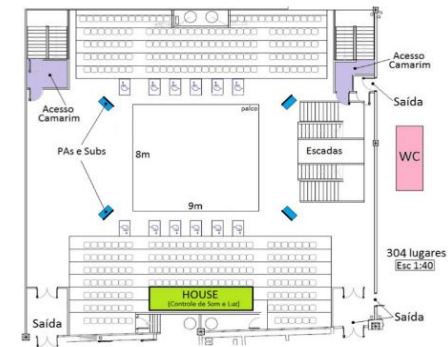 Acesso
Camarim
Acesso
Camarim
Saída
palco
PAs e Subs
8m
Escadas
WC
9m
304 lugares
Esc 1:40
HOUSE
(Controle de Som e Luz)
Saída
Saída